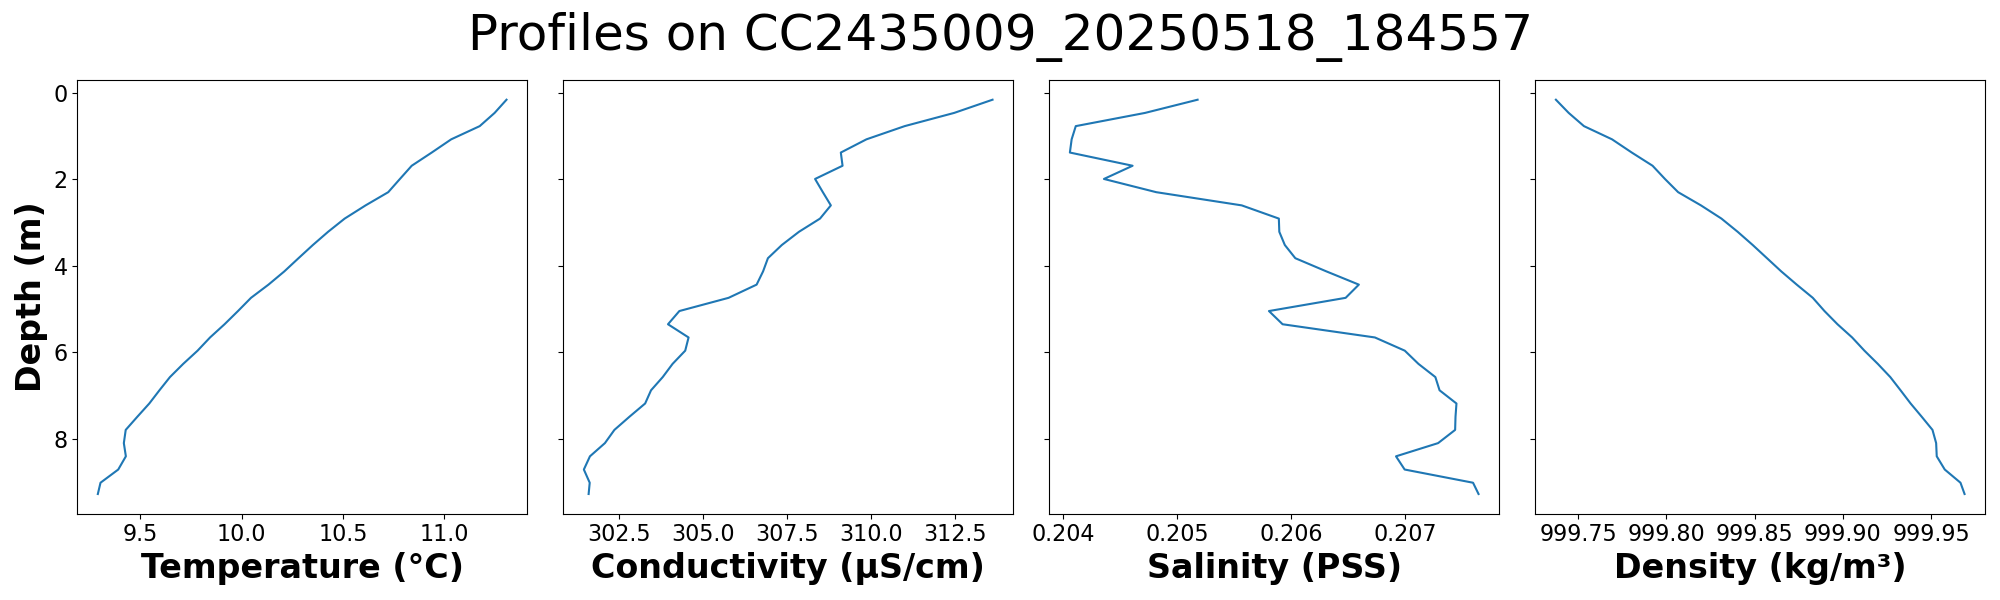 Profiles on CC2435009_20250518_184557
Depth (m)
0
2
4
6
8
9.5 10.0 10.5 11.0
Temperature (°C)
302.5 305.0 307.5 310.0 312.5
Conductivity (µS/cm)
0.204 0.205 0.206 0.207
Salinity (PSS)
999.75 999.80 999.85 999.90 999.95
Density (kg/m³)